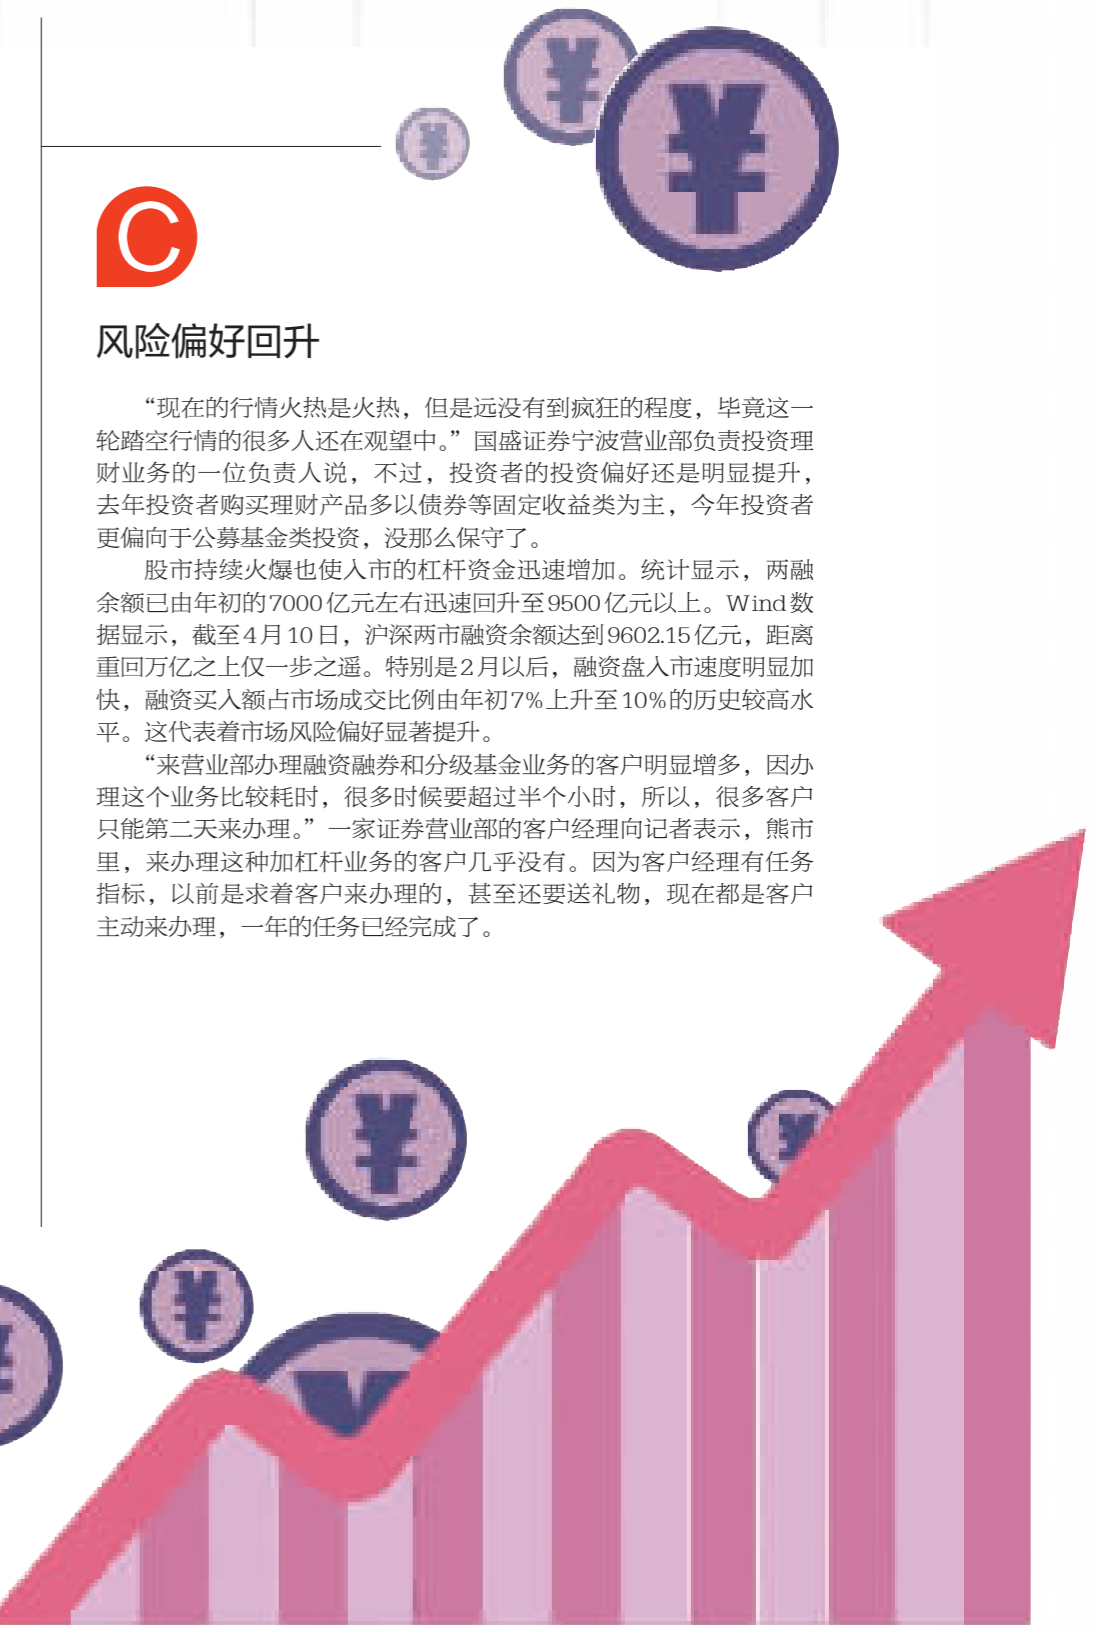 ¥
¥
¥
C
风险偏好回升
“现在的行情火热是火热，但是远没有到疯狂的程度，毕竟这一
轮踏空行情的很多人还在观望中。”国盛证券宁波营业部负责投资理
财业务的一位负责人说，不过，投资者的投资偏好还是明显提升，
去年投资者购买理财产品多以债券等固定收益类为主，今年投资者
更偏向于公募基金类投资，没那么保守了。
股市持续火爆也使入市的杠杆资金迅速增加。统计显示，两融
余额已由年初的7000亿元左右迅速回升至9500亿元以上。Wind数
据显示，截至4月10日，沪深两市融资余额达到9602.15亿元，距离
重回万亿之上仅一步之遥。特别是2月以后，融资盘入市速度明显加
快，融资买入额占市场成交比例由年初7%上升至10%的历史较高水
平。这代表着市场风险偏好显著提升。
“来营业部办理融资融券和分级基金业务的客户明显增多，因办
理这个业务比较耗时，很多时候要超过半个小时，所以，很多客户
只能第二天来办理。”一家证券营业部的客户经理向记者表示，熊市
里，来办理这种加杠杆业务的客户几乎没有。因为客户经理有任务
指标，以前是求着客户来办理的，甚至还要送礼物，现在都是客户
主动来办理，一年的任务已经完成了。
¥
¥
¥
¥
¥